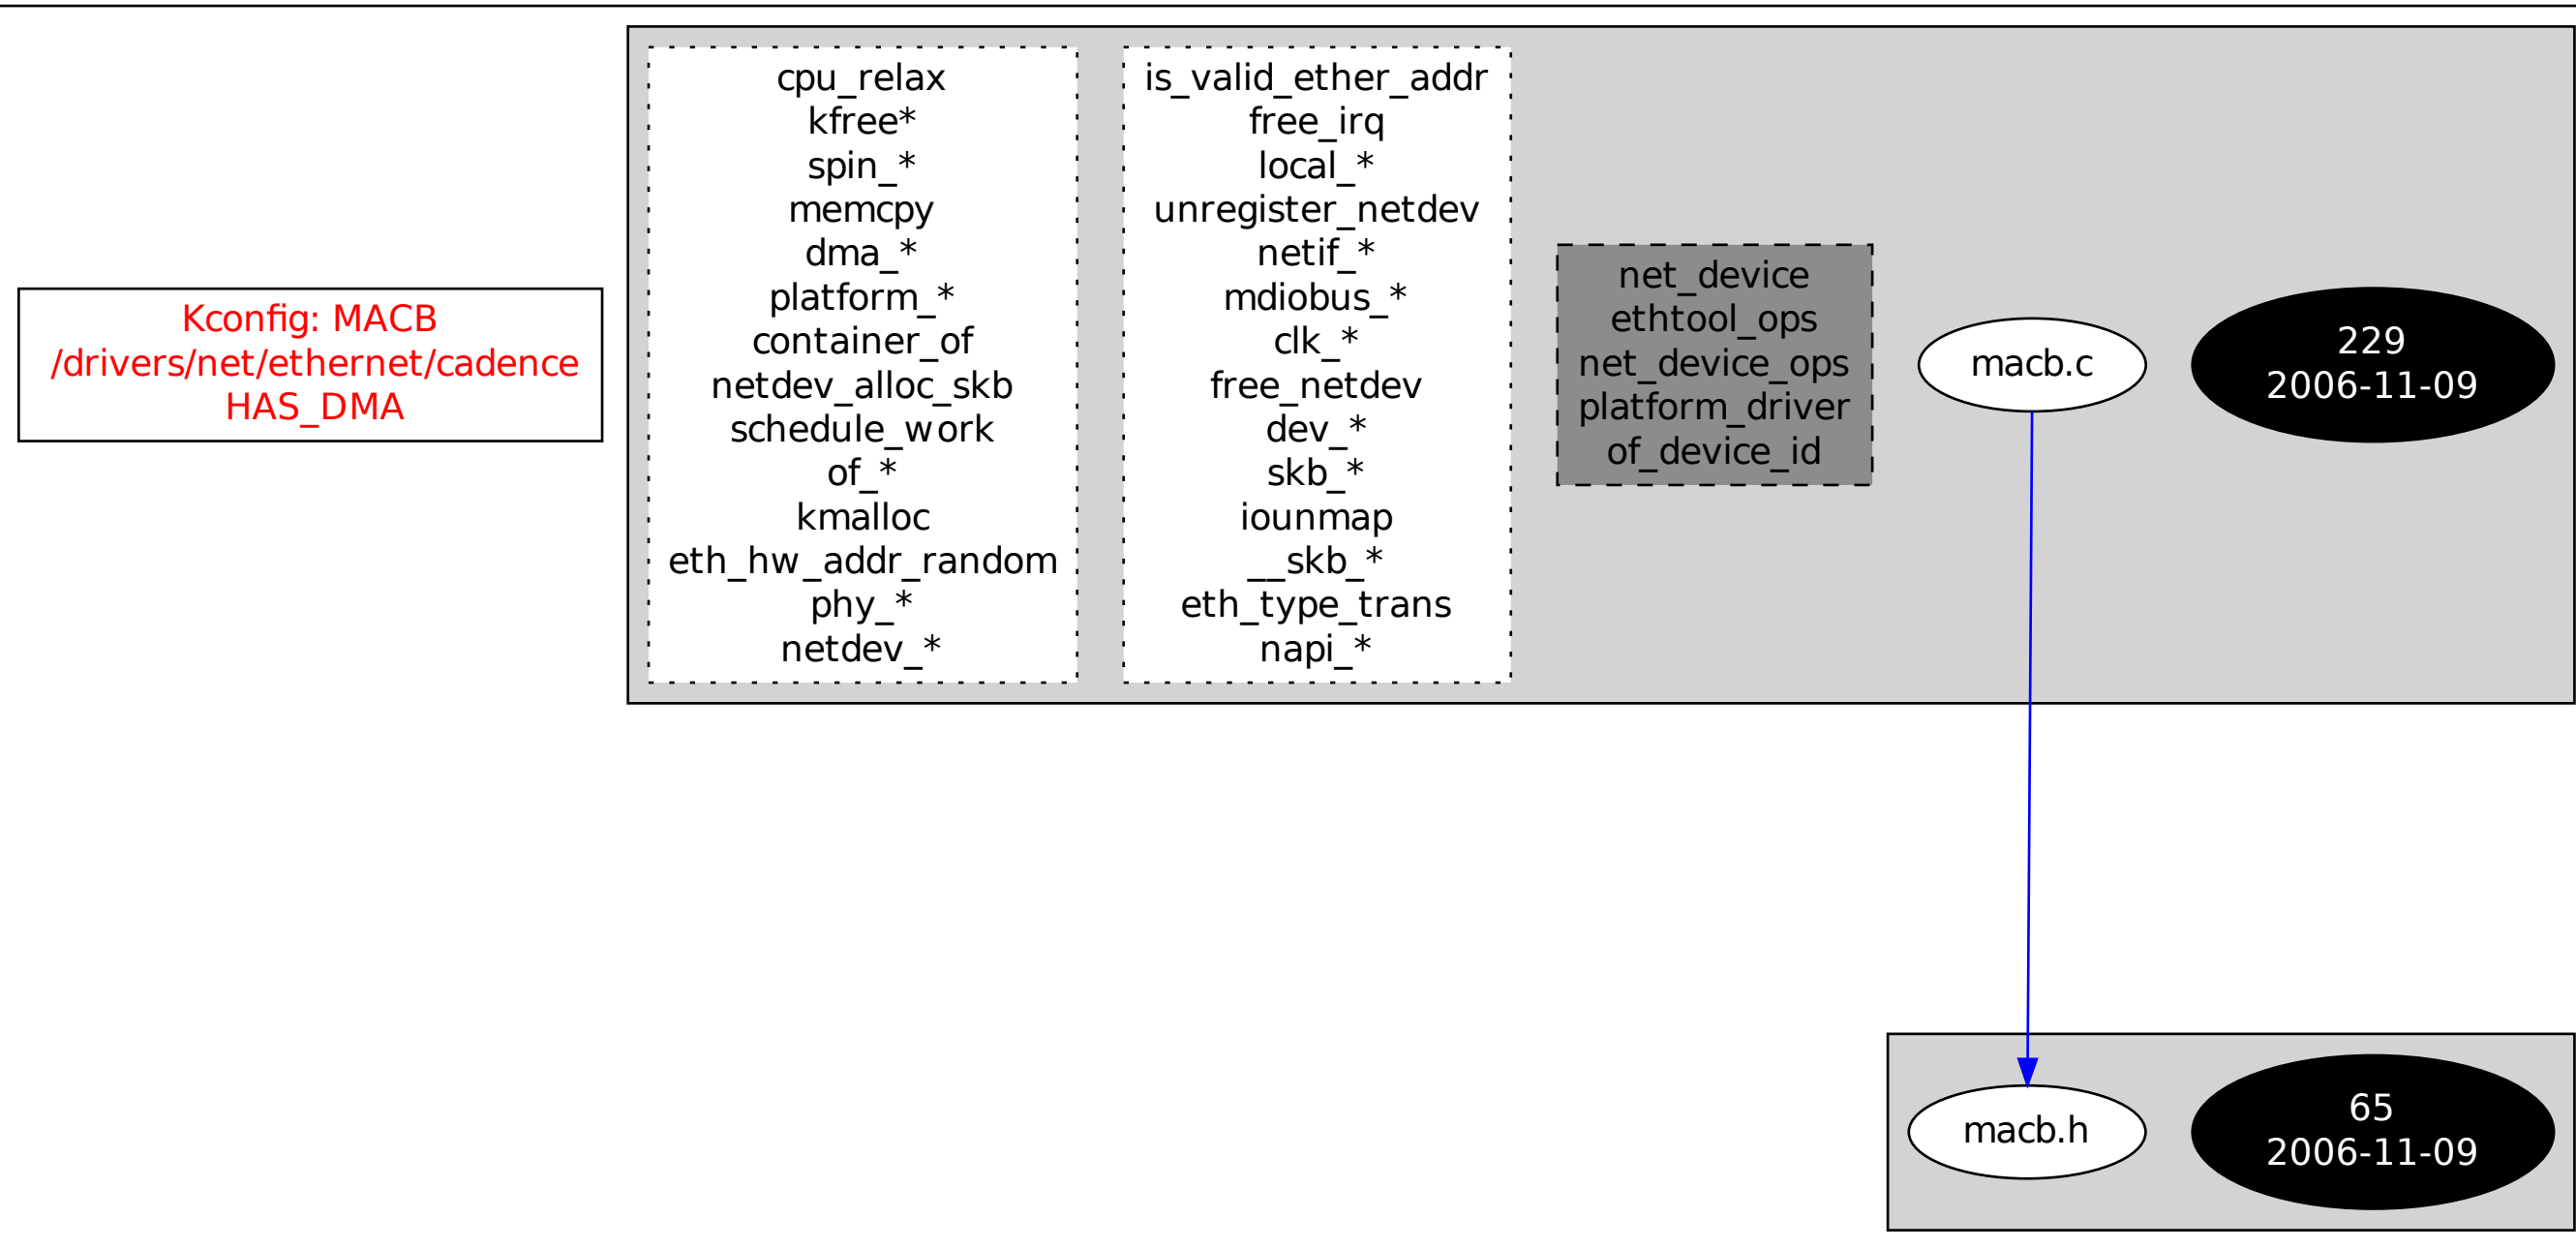 Kconfig: MACB
/drivers/net/ethernet/cadence
HAS_DMA
cpu_relax
kfree*
spin_*
memcpy
dma_*
platform_*
container_of
netdev_alloc_skb
schedule_work
of_*
kmalloc
eth_hw_addr_random
phy_*
netdev_*
is_valid_ether_addr
free_irq
local_*
unregister_netdev
netif_*
mdiobus_*
clk_*
free_netdev
dev_*
skb_*
iounmap
__skb_*
eth_type_trans
napi_*
net_device
ethtool_ops
net_device_ops
platform_driver
of_device_id
macb.c
229
2006-11-09
macb.h
65
2006-11-09